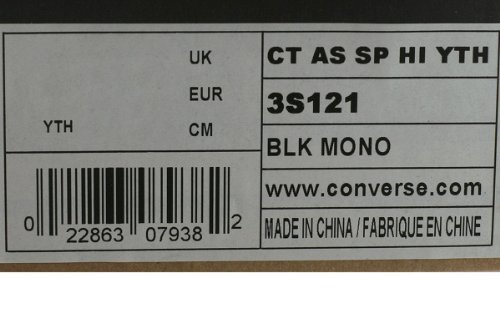 UK
EUR
YTH
CM
0 22863 07938 2
CT AS SP HI YTH
3S121
BLK MONO
www.converse.com
MADE IN CHINA / FABRIQUE EN CHINE